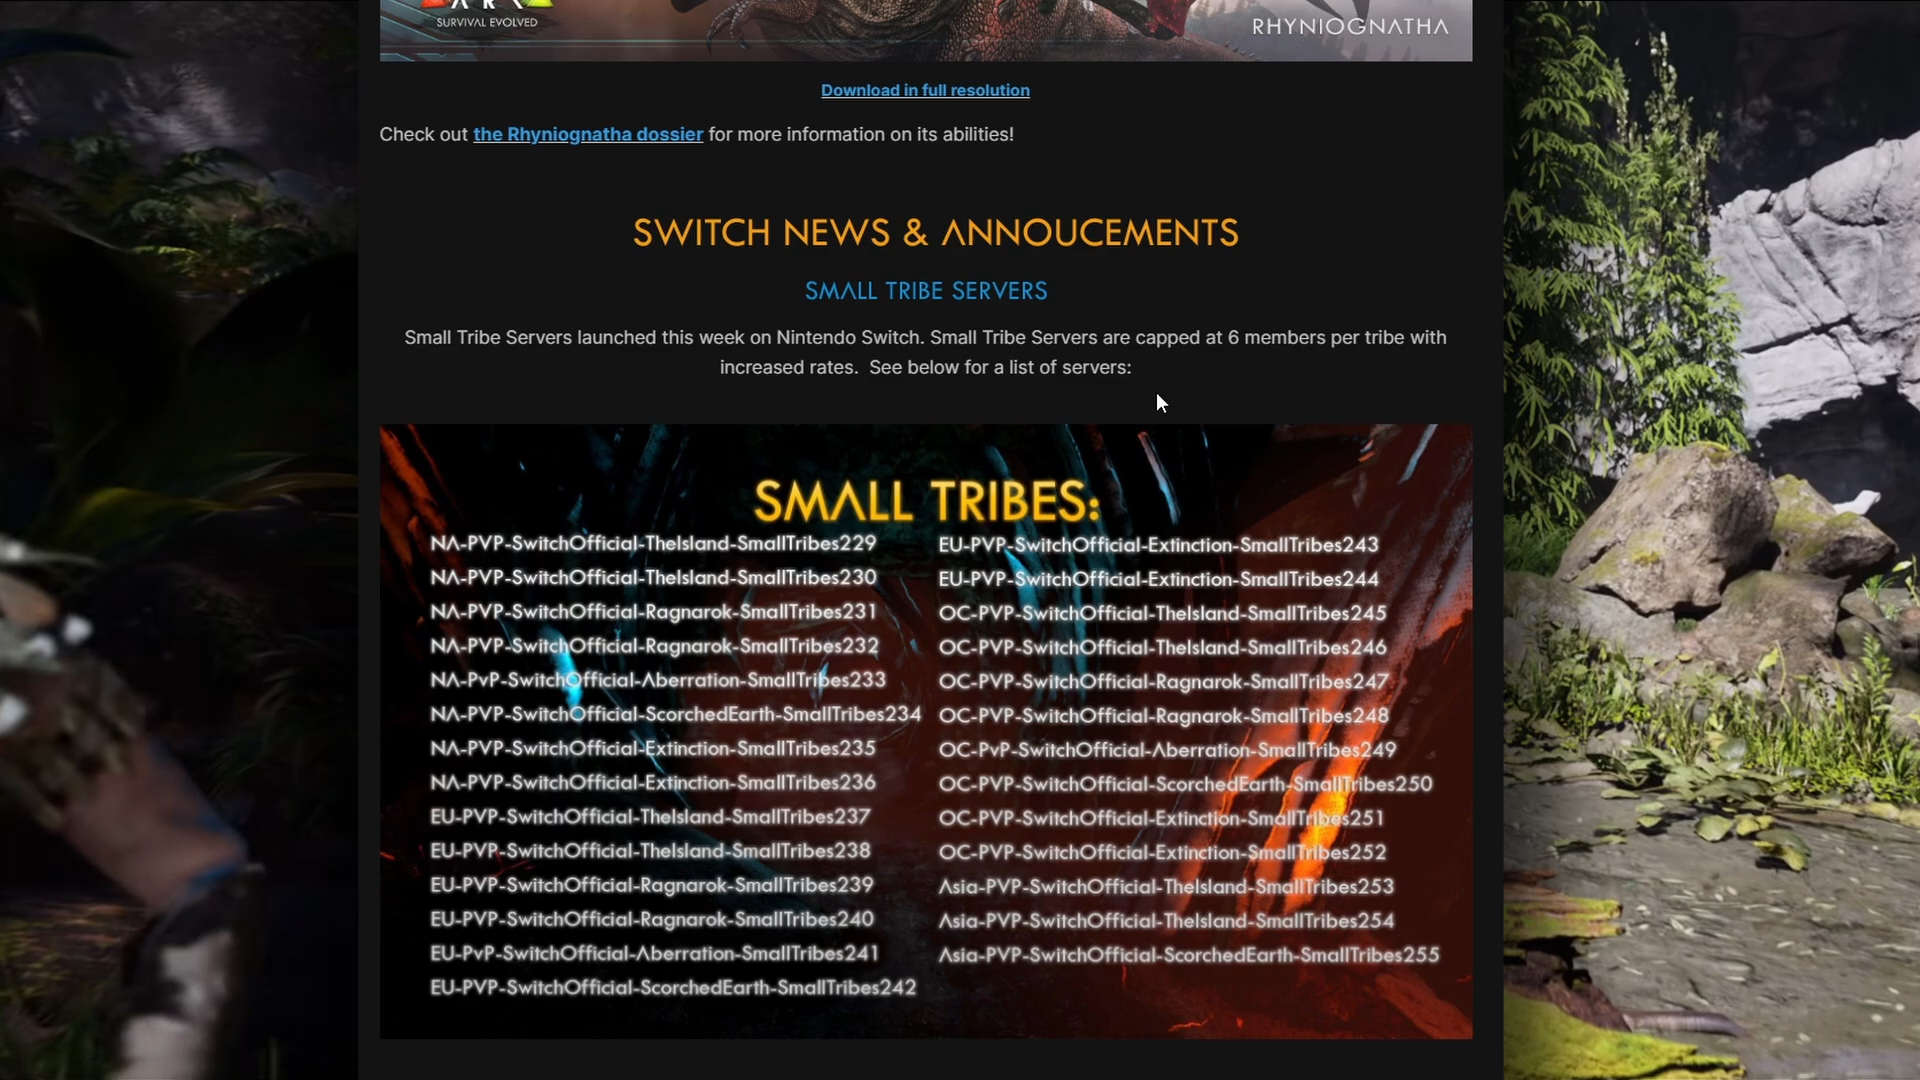 ARK
SURVIVAL EVOLVED
RHYNIOGNATHA
Download in full resolution
Check out the Rhyniognatha dossier for more information on its abilities!
SWITCH NEWS & ANNOUCEMENTS
SMALL TRIBE SERVERS
Small Tribe Servers launched this week on Nintendo Switch. Small Tribe Servers are capped at 6 members per tribe with
increased rates.  See below for a list of servers:
SMALL TRIBES:
NA-PVP-SwitchOfficial-TheIsland-SmallTribes229
NA-PVP-SwitchOfficial-TheIsland-SmallTribes230
NA-PVP-SwitchOfficial-Ragnarok-SmallTribes231
NA-PVP-SwitchOfficial-Ragnarok-SmallTribes232
NA-PvP-SwitchOfficial-Aberration-SmallTribes233
NA-PVP-SwitchOfficial-ScorchedEarth-SmallTribes234
NA-PVP-SwitchOfficial-Extinction-SmallTribes235
NA-PVP-SwitchOfficial-Extinction-SmallTribes236
EU-PVP-SwitchOfficial-TheIsland-SmallTribes237
EU-PVP-SwitchOfficial-TheIsland-SmallTribes238
EU-PVP-SwitchOfficial-Ragnarok-SmallTribes239
EU-PVP-SwitchOfficial-Ragnarok-SmallTribes240
EU-PvP-SwitchOfficial-Aberration-SmallTribes241
EU-PVP-SwitchOfficial-ScorchedEarth-SmallTribes242
EU-PVP-SwitchOfficial-Extinction-SmallTribes243
EU-PVP-SwitchOfficial-Extinction-SmallTribes244
OC-PVP-SwitchOfficial-TheIsland-SmallTribes245
OC-PVP-SwitchOfficial-TheIsland-SmallTribes246
OC-PVP-SwitchOfficial-Ragnarok-SmallTribes247
OC-PVP-SwitchOfficial-Ragnarok-SmallTribes248
OC-PvP-SwitchOfficial-Aberration-SmallTribes249
OC-PVP-SwitchOfficial-ScorchedEarth-SmallTribes250
OC-PVP-SwitchOfficial-Extinction-SmallTribes251
OC-PVP-SwitchOfficial-Extinction-SmallTribes252
Asia-PVP-SwitchOfficial-TheIsland-SmallTribes253
Asia-PVP-SwitchOfficial-TheIsland-SmallTribes254
Asia-PVP-SwitchOfficial-ScorchedEarth-SmallTribes255